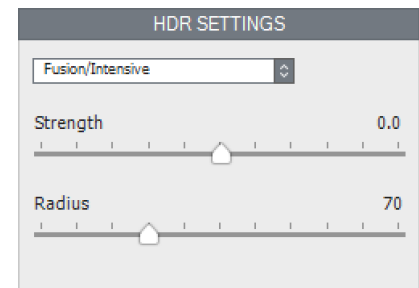 HDR SETTINGS
Fusion/Intensive
Strength 0.0
Radius 70